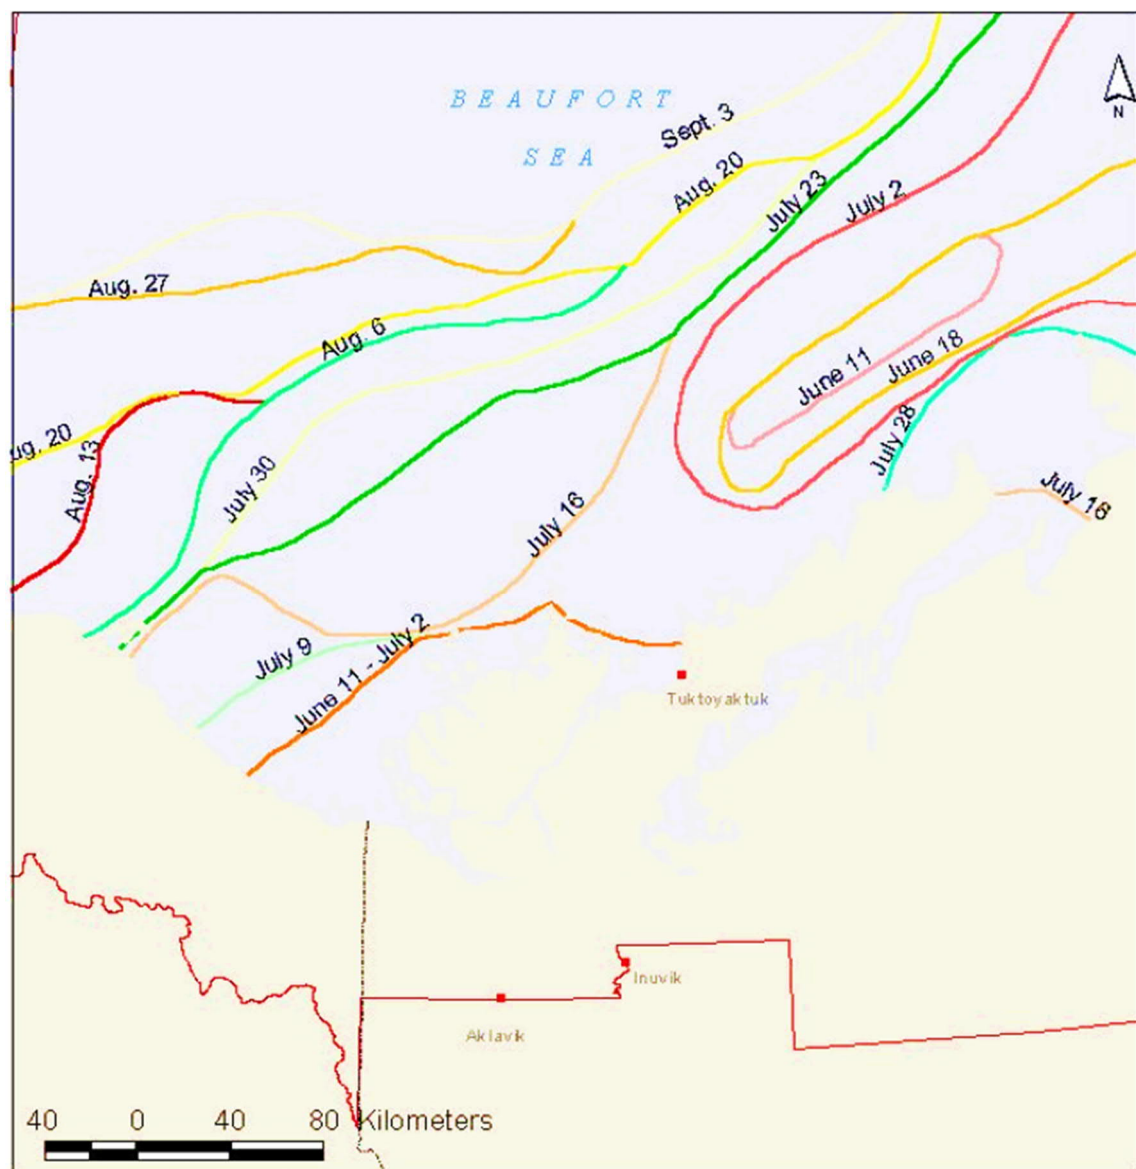 BEAUFORT
SEA
N
Sept. 3
Aug. 20
July 23
July 2
Aug. 27
Aug. 6
June 11
June 18
ug. 20
Aug. 13
July 30
July 28
July 16
July 16
July 9
June 11 - July 2
Tuktoyaktuk
Inuvik
Aklavik
40 0 40 80 Kilometers